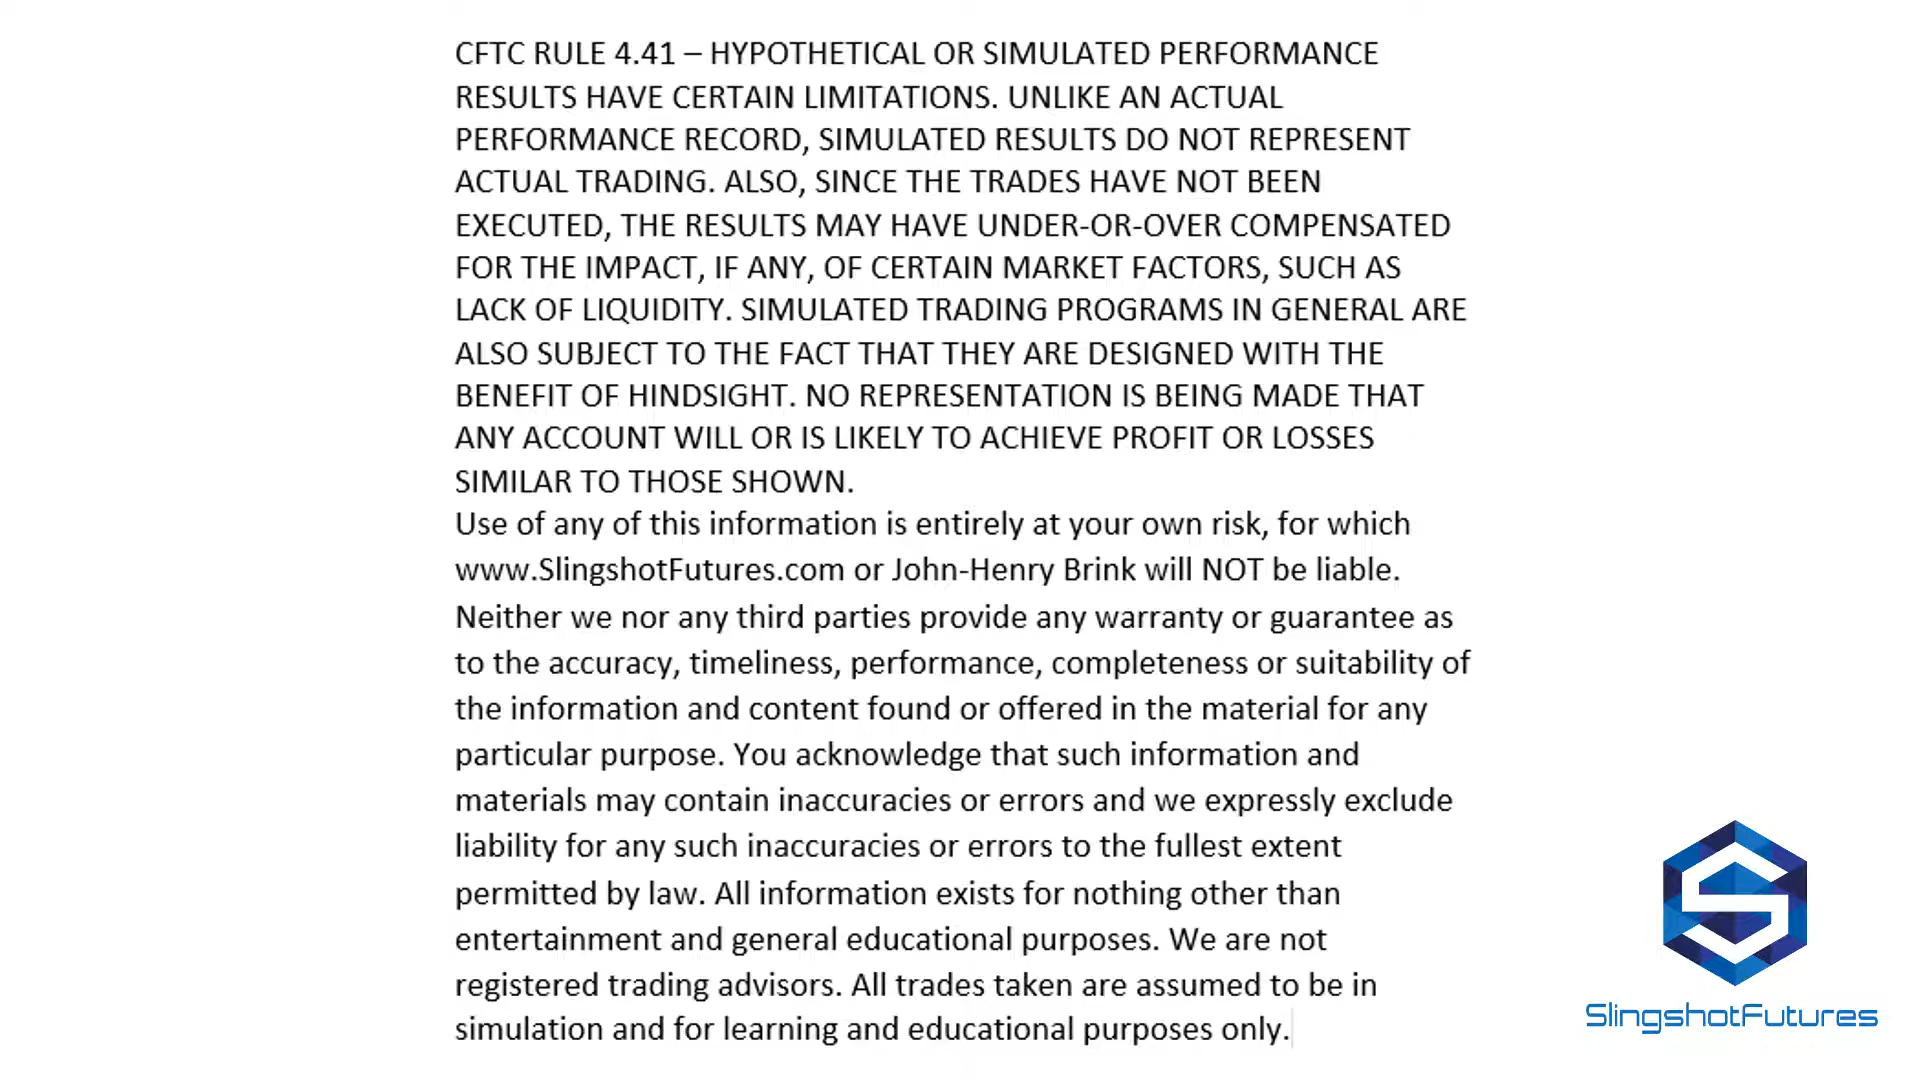 CFTC RULE 4.41 – HYPOTHETICAL OR SIMULATED PERFORMANCE
RESULTS HAVE CERTAIN LIMITATIONS. UNLIKE AN ACTUAL
PERFORMANCE RECORD, SIMULATED RESULTS DO NOT REPRESENT
ACTUAL TRADING. ALSO, SINCE THE TRADES HAVE NOT BEEN
EXECUTED, THE RESULTS MAY HAVE UNDER-OR-OVER COMPENSATED
FOR THE IMPACT, IF ANY, OF CERTAIN MARKET FACTORS, SUCH AS
LACK OF LIQUIDITY. SIMULATED TRADING PROGRAMS IN GENERAL ARE
ALSO SUBJECT TO THE FACT THAT THEY ARE DESIGNED WITH THE
BENEFIT OF HINDSIGHT. NO REPRESENTATION IS BEING MADE THAT
ANY ACCOUNT WILL OR IS LIKELY TO ACHIEVE PROFIT OR LOSSES
SIMILAR TO THOSE SHOWN.
Use of any of this information is entirely at your own risk, for which
www.SlingshotFutures.com or John-Henry Brink will NOT be liable.
Neither we nor any third parties provide any warranty or guarantee as
to the accuracy, timeliness, performance, completeness or suitability of
the information and content found or offered in the material for any
particular purpose. You acknowledge that such information and
materials may contain inaccuracies or errors and we expressly exclude
liability for any such inaccuracies or errors to the fullest extent
permitted by law. All information exists for nothing other than
entertainment and general educational purposes. We are not
registered trading advisors. All trades taken are assumed to be in
simulation and for learning and educational purposes only.
S
SlingshotFutures